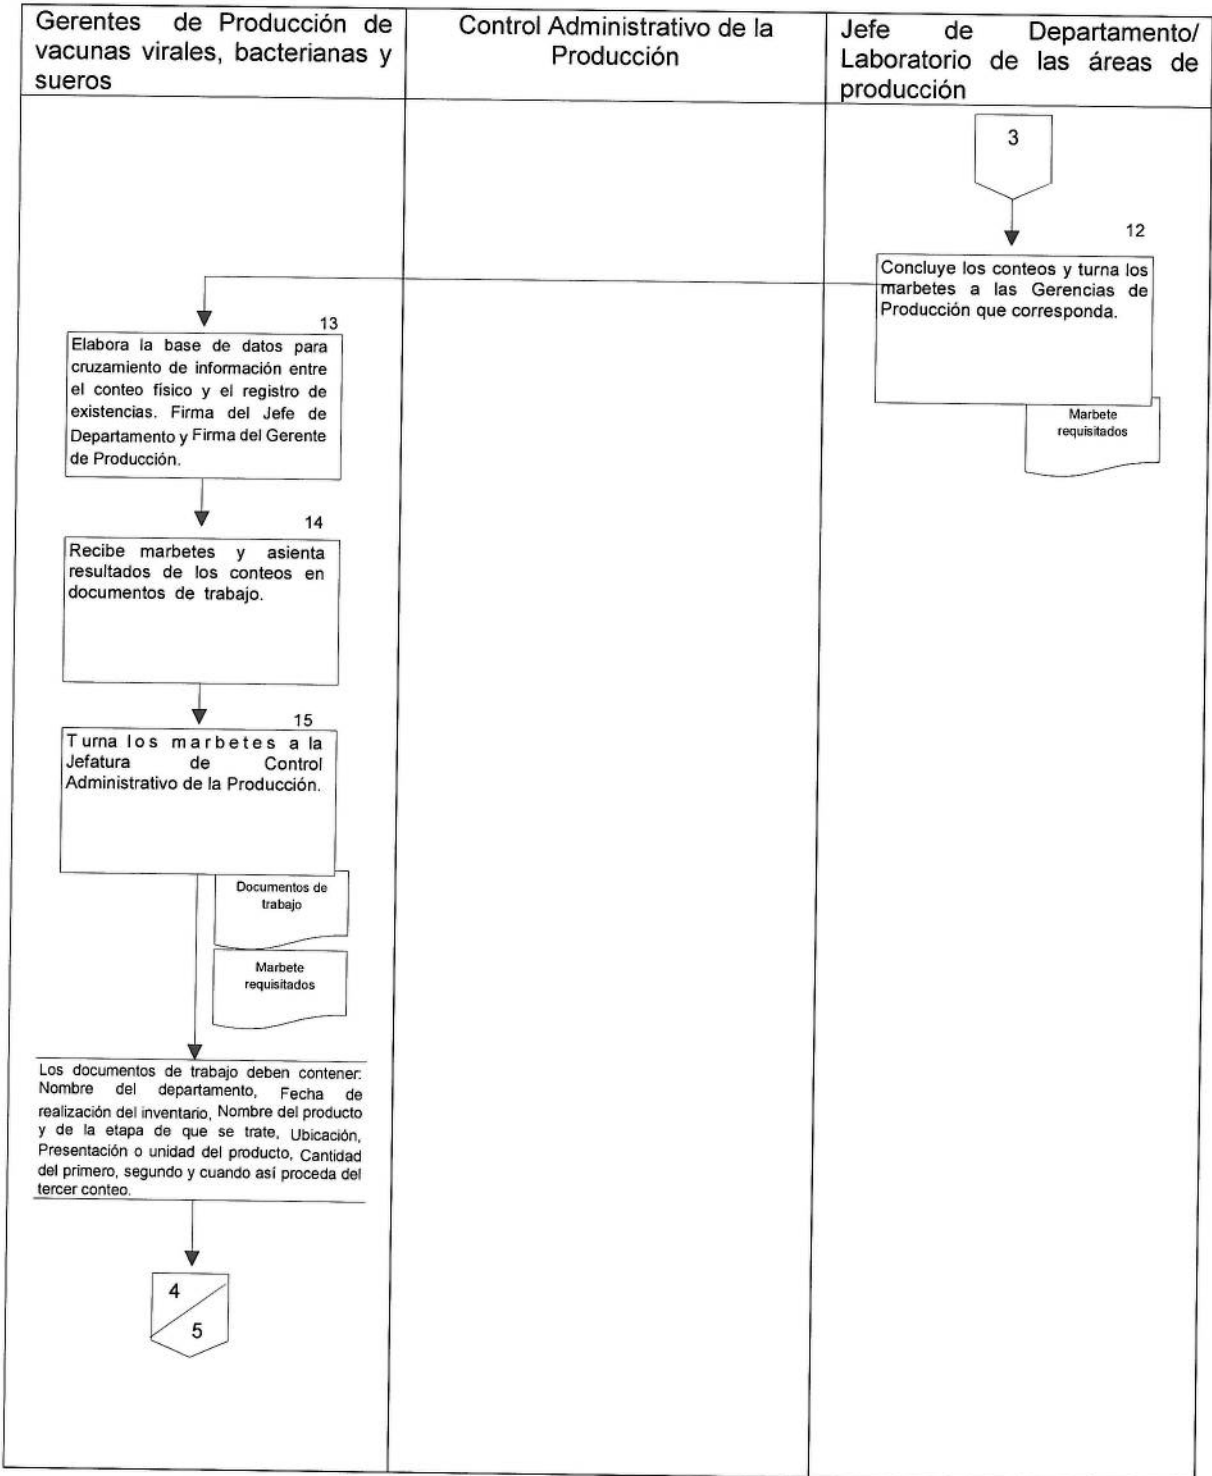 Gerentes de Producción de
vacunas virales, bacterianas y
sueros
Control Administrativo de la
Producción
Jefe de Departamento/
Laboratorio de las áreas de
producción
3
12
Concluye los conteos y turna los
marbetes a las Gerencias de
Producción que corresponda.
Marbete
requisitados
13
Elabora la base de datos para
cruzamiento de información entre
el conteo físico y el registro de
existencias. Firma del Jefe de
Departamento y Firma del Gerente
de Producción.
14
Recibe marbetes y asienta
resultados de los conteos en
documentos de trabajo.
15
Turna los marbetes a la
Jefatura de Control
Administrativo de la Producción.
Documentos de
trabajo
Marbete
requisitados
Los documentos de trabajo deben contener:
Nombre del departamento, Fecha de
realización del inventario, Nombre del producto
y de la etapa de que se trate, Ubicación,
Presentación o unidad del producto, Cantidad
del primero, segundo y cuando así proceda del
tercer conteo.
4
5